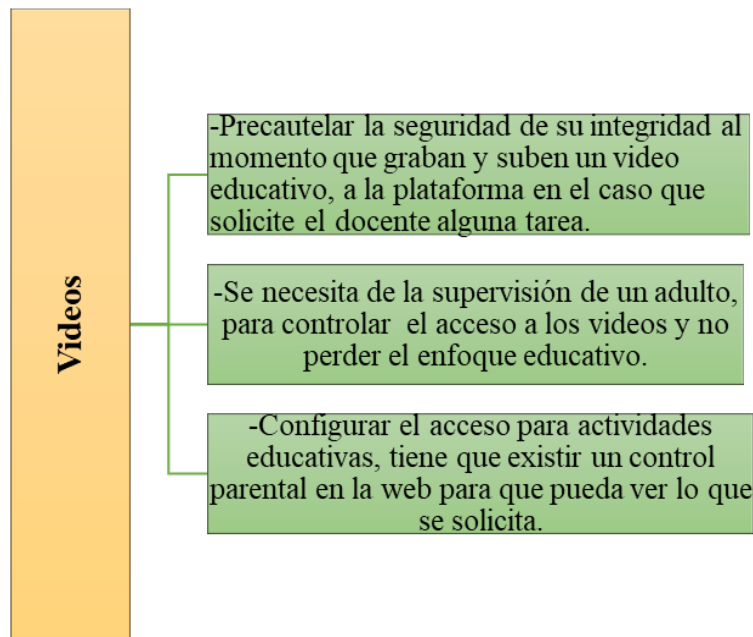 Videos
-Precautelar la seguridad de su integridad al
momento que graban y suben un video
educativo, a la plataforma en el caso que
solicite el docente alguna tarea.
-Se necesita de la supervisión de un adulto,
para controlar el acceso a los videos y no
perder el enfoque educativo.
-Configurar el acceso para actividades
educativas, tiene que existir un control
parental en la web para que pueda ver lo que
se solicita.